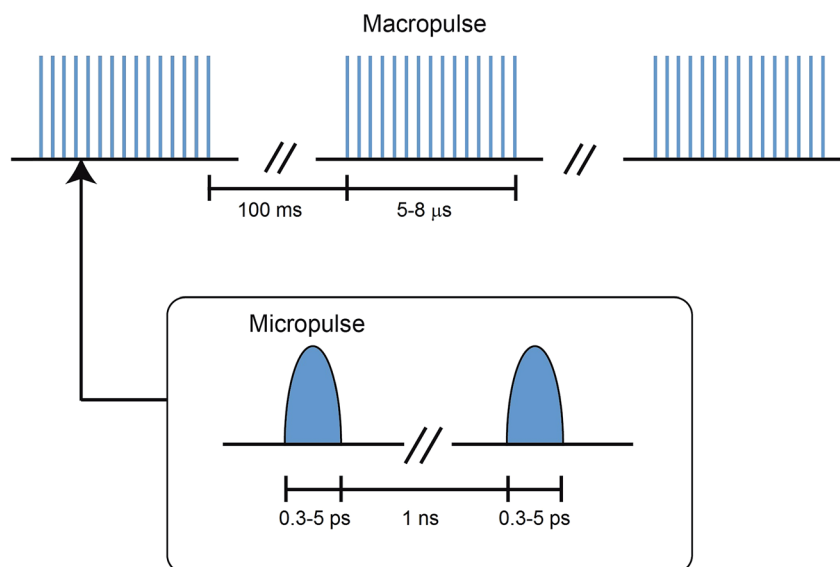 Macropulse
100 ms
5-8 μs
Micropulse
0.3-5 ps
1 ns
0.3-5 ps